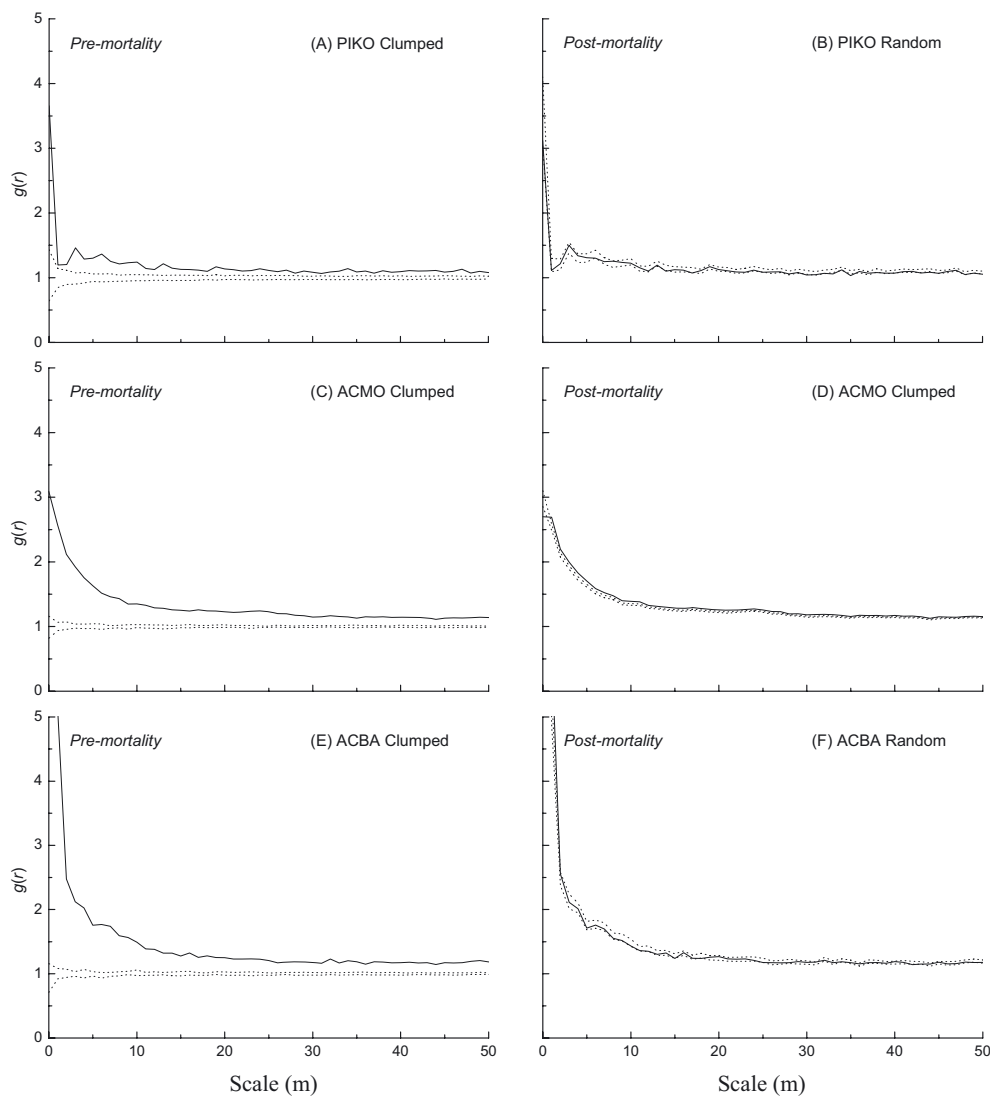 5
Pre-mortality (A) PIKO Clumped
4
3
g(r)
2
1
0
Post-mortality (B) PIKO Random
5
Pre-mortality (C) ACMO Clumped
4
3
g(r)
2
1
0
Post-mortality (D) ACMO Clumped
5
Pre-mortality (E) ACBA Clumped
4
3
g(r)
2
1
0
0 10 20 30 40 50
Scale (m)
Post-mortality (F) ACBA Random
0 10 20 30 40 50
Scale (m)